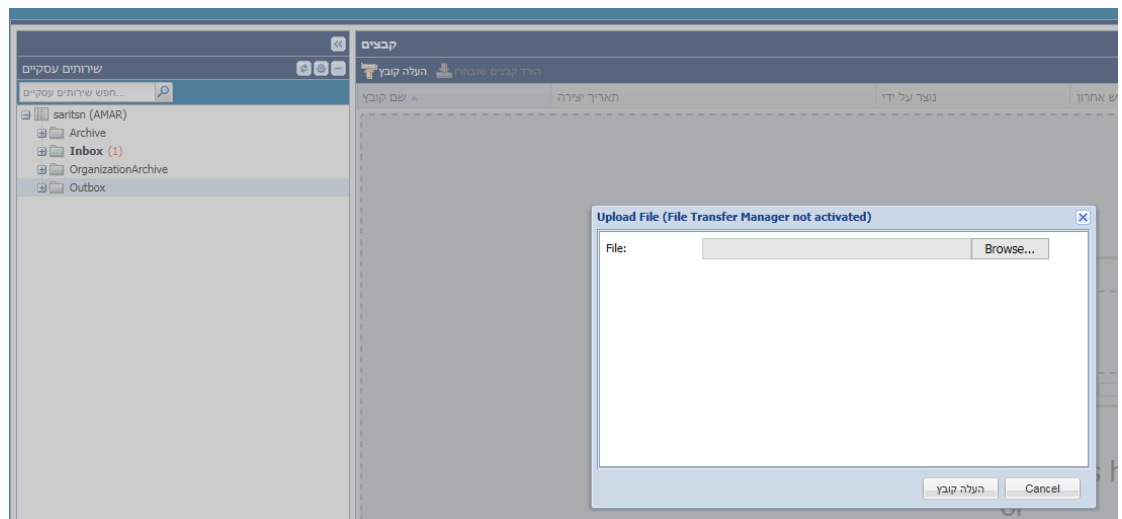 קבצים
שירותים עסקיים
העלה קובץ הורד קבצים שנבחרו
חפש שירותים עסקיים...
שם קובץ תאריך יצירה נוצר על ידי ש אחרון
saritsn (AMAR)
Archive
Inbox (1)
OrganizationArchive
Outbox
Upload File (File Transfer Manager not activated)
File: Browse...
העלה קובץ Cancel